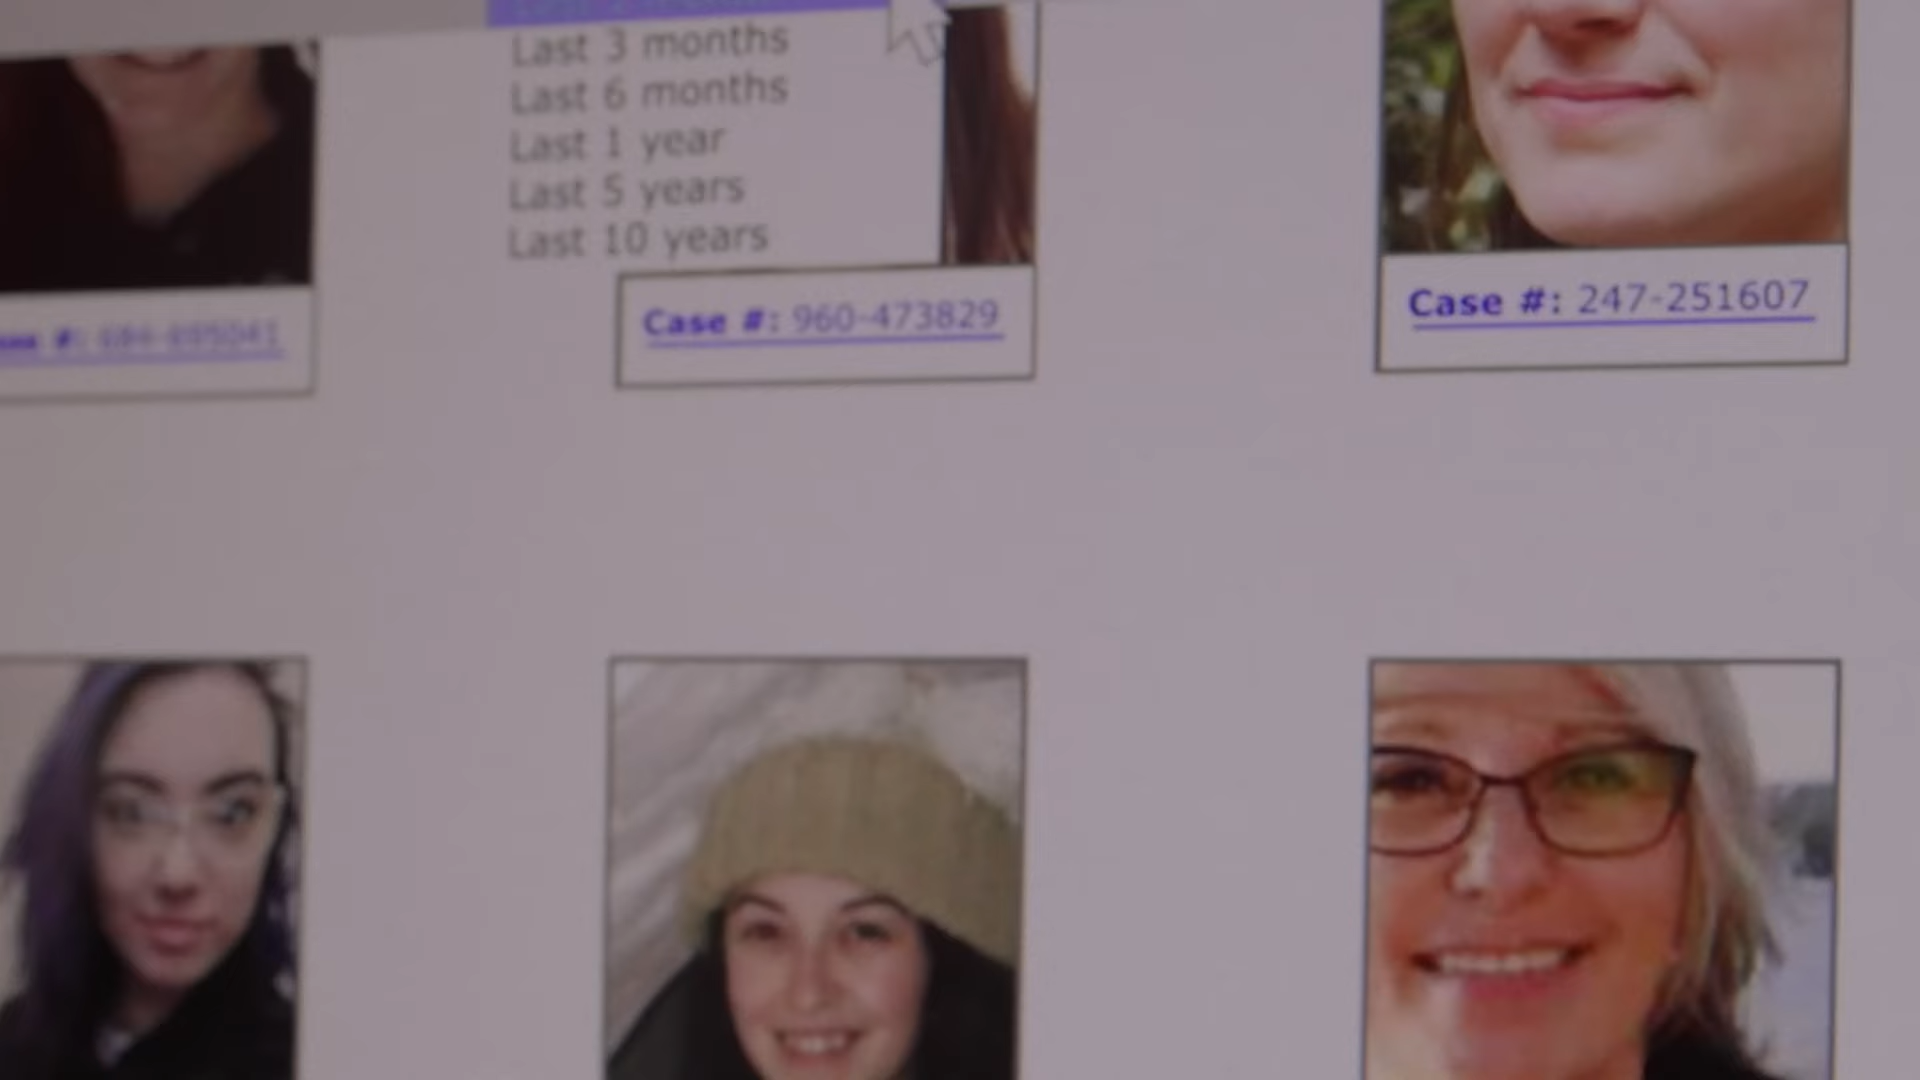 Last 3 months
Last 6 months
Last 1 year
Last 5 years
Last 10 years
Case #: 960-473829
Case #: 247-251607
#: